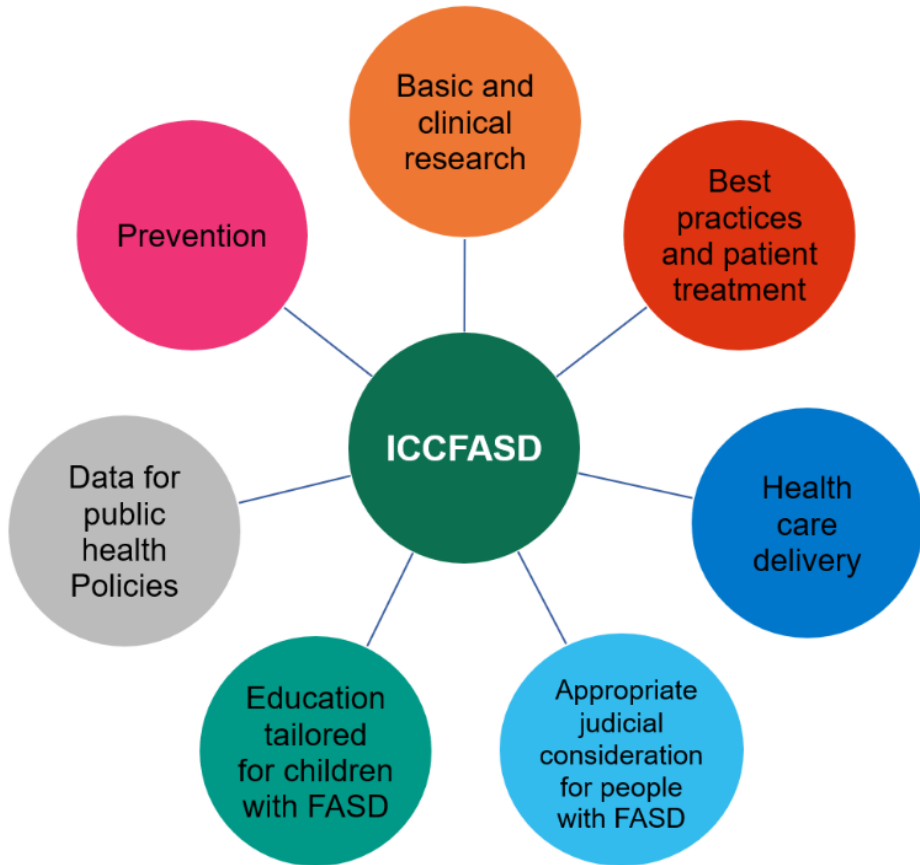 Basic and
clinical
research
Best
practices
and patient
treatment
Health
care
delivery
Appropriate
judicial
consideration
for people
with FASD
Education
tailored
for children
with FASD
Data for
public
health
Policies
Prevention
ICCFASD